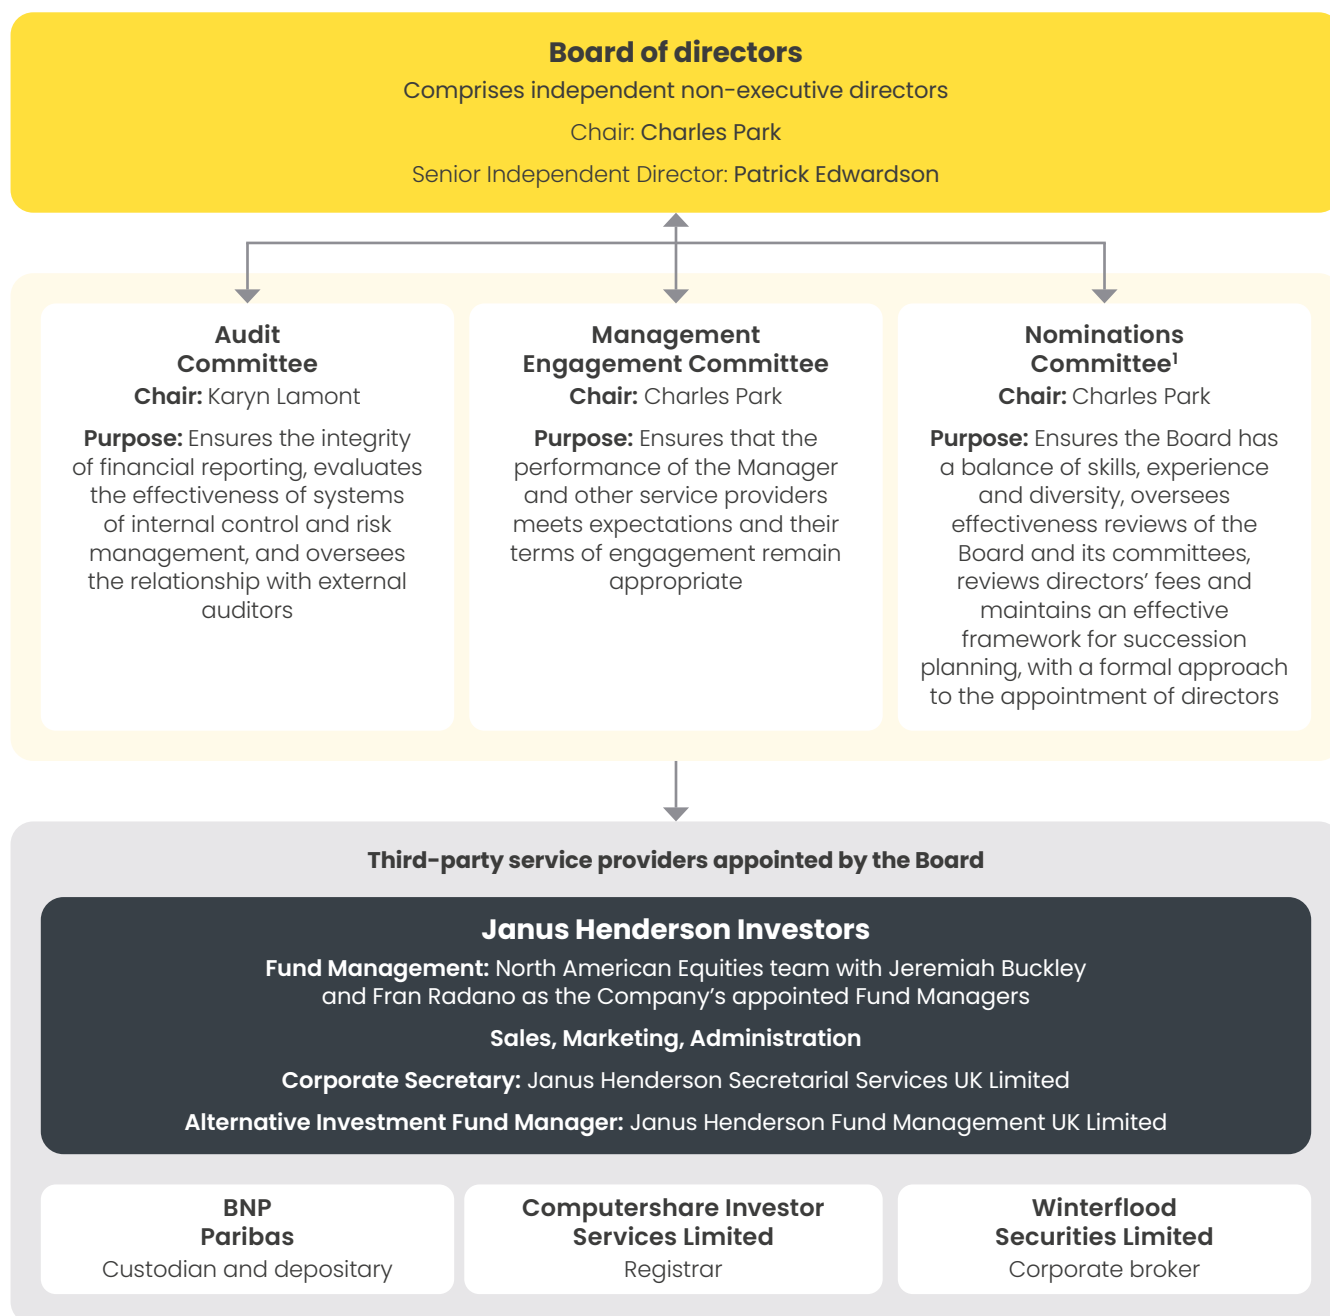 Board of directors
Comprises independent non-executive directors
Chair: Charles Park
Senior Independent Director: Patrick Edwardson
Audit
Committee
Chair: Karyn Lamont
Purpose: Ensures the integrity
of financial reporting, evaluates
the effectiveness of systems
of internal control and risk
management, and oversees
the relationship with external
auditors
Management
Engagement Committee
Chair: Charles Park
Purpose: Ensures that the
performance of the Manager
and other service providers
meets expectations and their
terms of engagement remain
appropriate
Nominations
Committee¹
Chair: Charles Park
Purpose: Ensures the Board has
a balance of skills, experience
and diversity, oversees
effectiveness reviews of the
Board and its committees,
reviews directors’ fees and
maintains an effective
framework for succession
planning, with a formal approach
to the appointment of directors
Third-party service providers appointed by the Board
Janus Henderson Investors
Fund Management: North American Equities team with Jeremiah Buckley
and Fran Radano as the Company’s appointed Fund Managers
Sales, Marketing, Administration
Corporate Secretary: Janus Henderson Secretarial Services UK Limited
Alternative Investment Fund Manager: Janus Henderson Fund Management UK Limited
BNP
Paribas
Custodian and depositary
Computershare Investor
Services Limited
Registrar
Winterflood
Securities Limited
Corporate broker